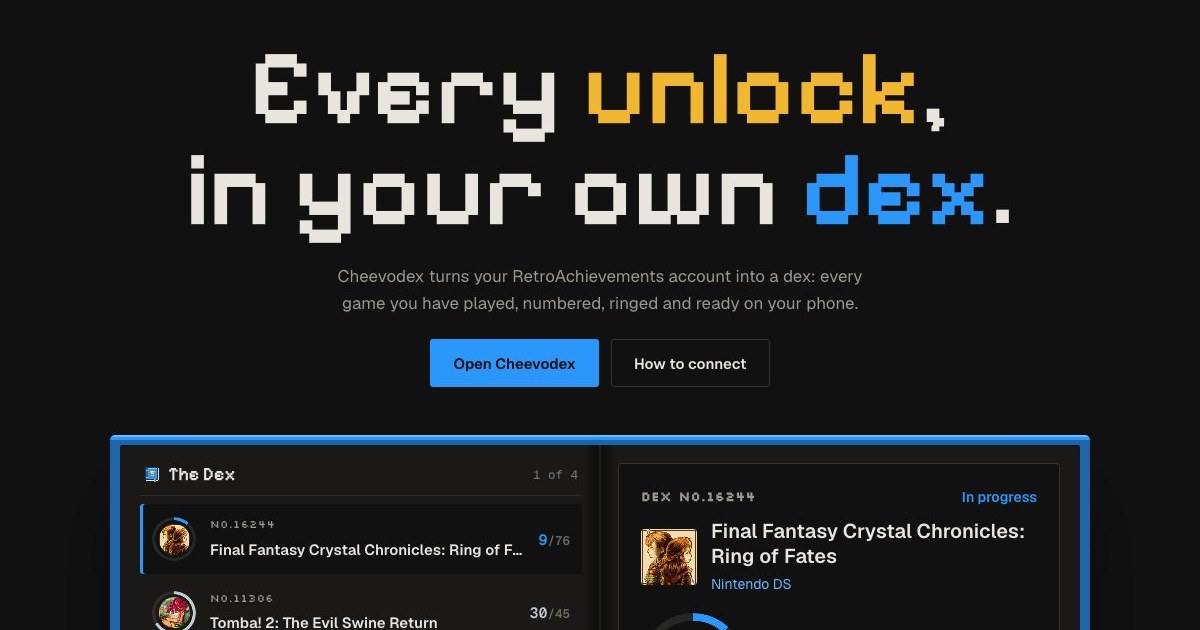 Every unlock,
in your own dex.
Cheevodex turns your RetroAchievements account into a dex: every
game you have played, numbered, ringed and ready on your phone.
Open Cheevodex
How to connect
The Dex
1 of 4
NO.16244
Final Fantasy Crystal Chronicles: Ring of F...
9/76
NO.11306
Tomba! 2: The Evil Swine Return
30/45
DEX NO.16244
In progress
Final Fantasy Crystal Chronicles:
Ring of Fates
Nintendo DS